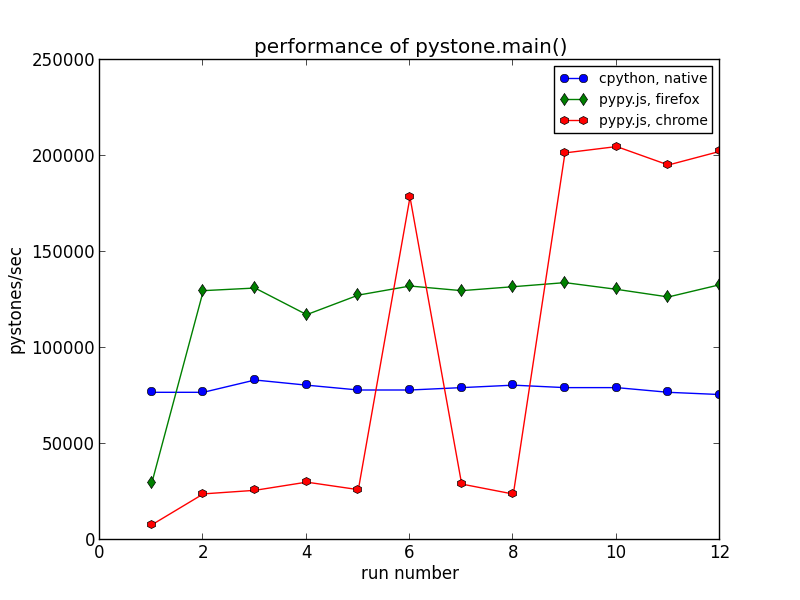 performance of pystone.main()
250000
200000
150000
100000
50000
0
pystones/sec
cpython, native
pypy.js, firefox
pypy.js, chrome
0 2 4 6 8 10 12
run number